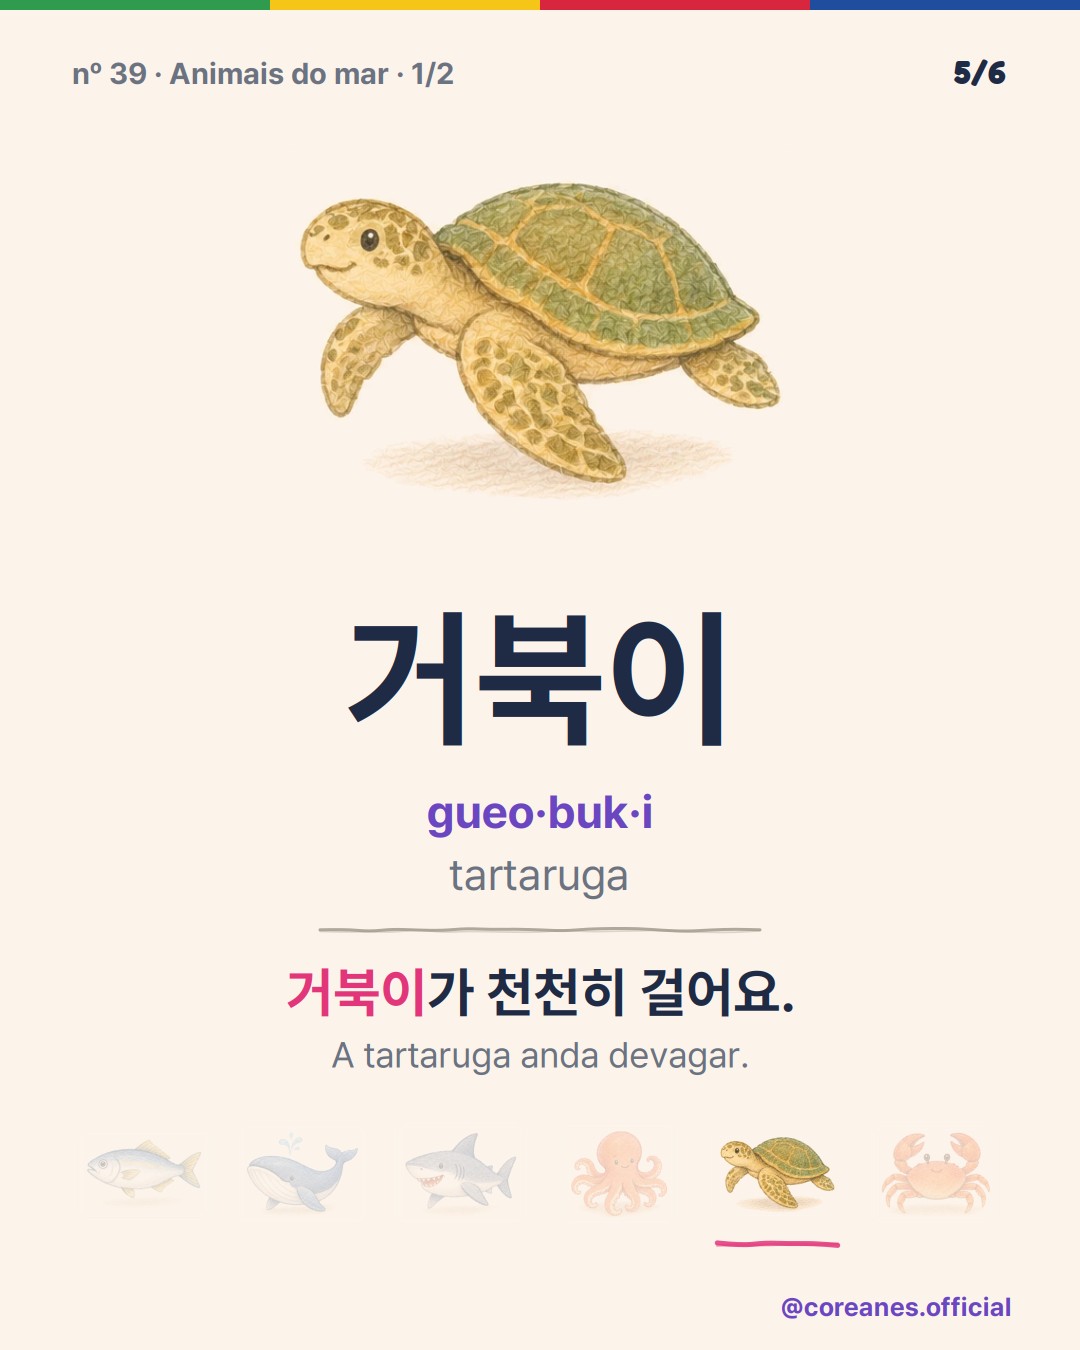 nº 39 · Animais do mar · 1/2
5/6
거북이
gueo·buk·i
tartaruga
거북이가 천천히 걸어요.
A tartaruga anda devagar.
@coreanes.official